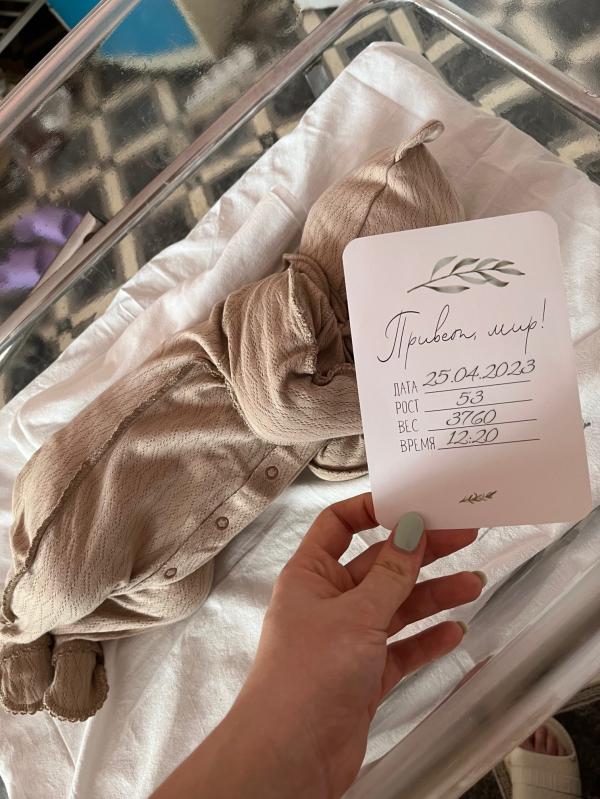 Привет, мир!
ДАТА 25.04.2023
РОСТ 53
ВЕС 3760
ВРЕМЯ 12:20